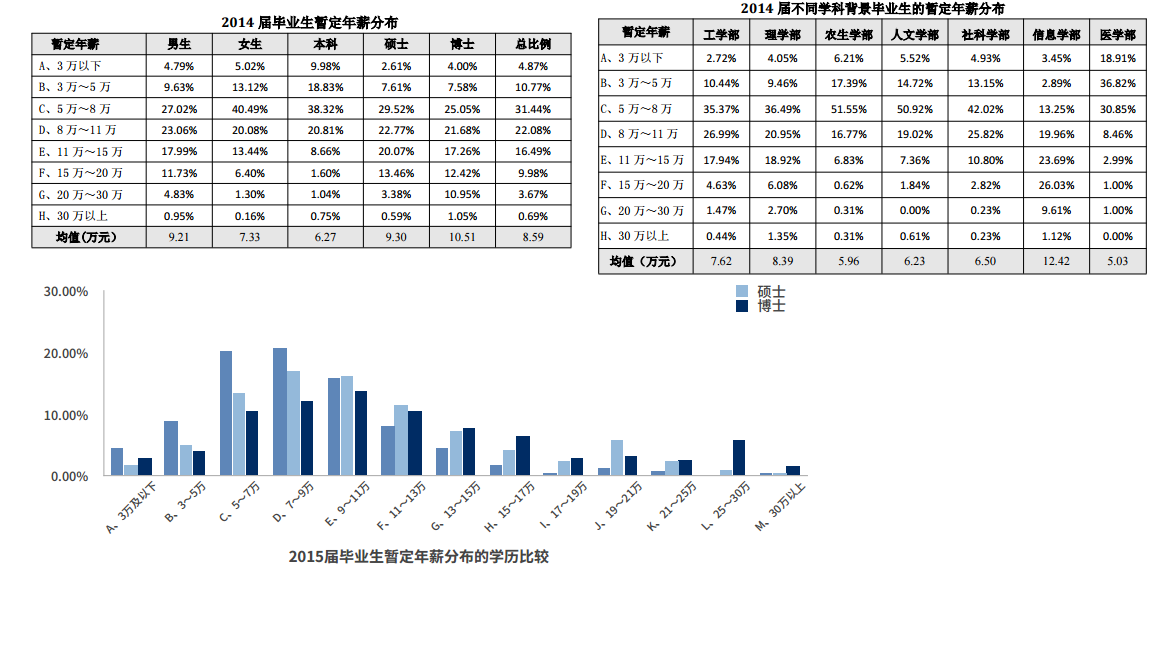 2014 届毕业生暂定年薪分布
暂定年薪 男生 女生 本科 硕士 博士 总比例
A、3 万以下 4.79% 5.02% 9.98% 2.61% 4.00% 4.87%
B、3 万～5 万 9.63% 13.12% 18.83% 7.61% 7.58% 10.77%
C、5 万～8 万 27.02% 40.49% 38.32% 29.52% 25.05% 31.44%
D、8 万～11 万 23.06% 20.08% 20.81% 22.77% 21.68% 22.08%
E、11 万～15 万 17.99% 13.44% 8.66% 20.07% 17.26% 16.49%
F、15 万～20 万 11.73% 6.40% 1.60% 13.46% 12.42% 9.98%
G、20 万～30 万 4.83% 1.30% 1.04% 3.38% 10.95% 3.67%
H、30 万以上 0.95% 0.16% 0.75% 0.59% 1.05% 0.69%
均值(万元） 9.21 7.33 6.27 9.30 10.51 8.59
2014 届不同学科背景毕业生的暂定年薪分布
暂定年薪 工学部 理学部 农生学部 人文学部 社科学部 信息学部 医学部
A、3 万以下 2.72% 4.05% 6.21% 5.52% 4.93% 3.45% 18.91%
B、3 万～5 万 10.44% 9.46% 17.39% 14.72% 13.15% 2.89% 36.82%
C、5 万～8 万 35.37% 36.49% 51.55% 50.92% 42.02% 13.25% 30.85%
D、8 万～11 万 26.99% 20.95% 16.77% 19.02% 25.82% 19.96% 8.46%
E、11 万～15 万 17.94% 18.92% 6.83% 7.36% 10.80% 23.69% 2.99%
F、15 万～20 万 4.63% 6.08% 0.62% 1.84% 2.82% 26.03% 1.00%
G、20 万～30 万 1.47% 2.70% 0.31% 0.00% 0.23% 9.61% 1.00%
H、30 万以上 0.44% 1.35% 0.31% 0.61% 0.23% 1.12% 0.00%
均值（万元） 7.62 8.39 5.96 6.23 6.50 12.42 5.03
硕士
博士
30.00%
20.00%
10.00%
0.00%
A、3万及以下
B、3～5万
C、5～7万
D、7～9万
E、9～11万
F、11～13万
G、13～15万
H、15～17万
I、17～19万
J、19～21万
K、21～25万
L、25～30万
M、30万以上
2015届毕业生暂定年薪分布的学历比较